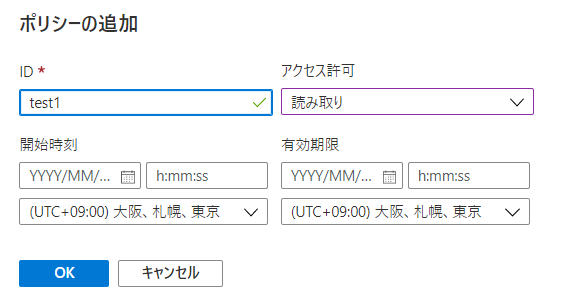 ポリシーの追加
ID *
アクセス許可
test1
読み取り
開始時刻
有効期限
YYYY/MM/...
h:mm:ss
YYYY/MM/...
h:mm:ss
(UTC+09:00) 大阪、札幌、東京
(UTC+09:00) 大阪、札幌、東京
OK
キャンセル